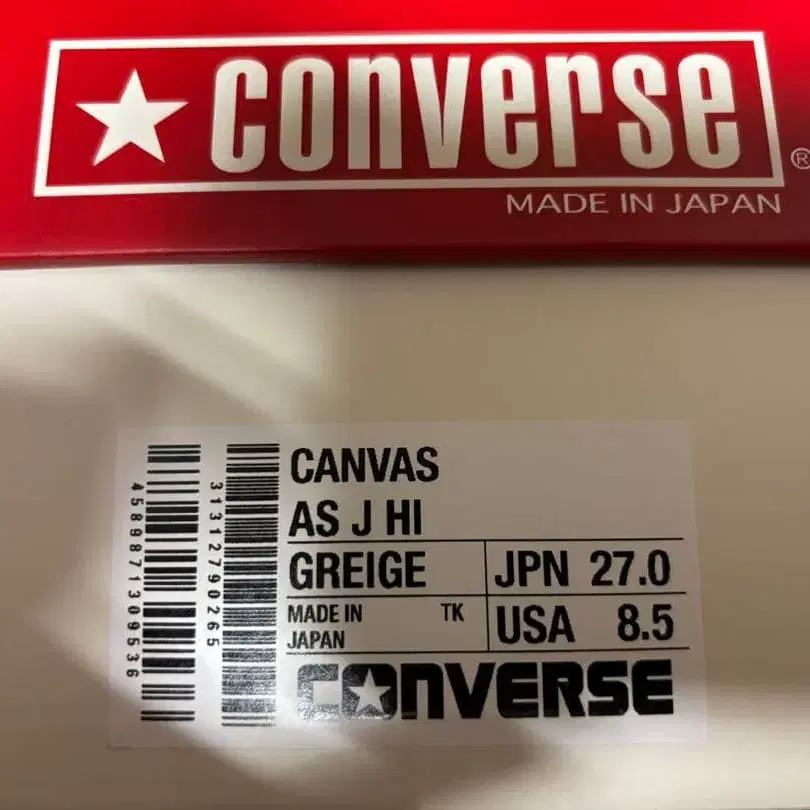 converse®
MADE IN JAPAN
4589871309536
31312790265
CANVAS
AS J HI
GREIGE
JPN 27.0
MADE IN
JAPAN
TK
USA 8.5
CONVERSE